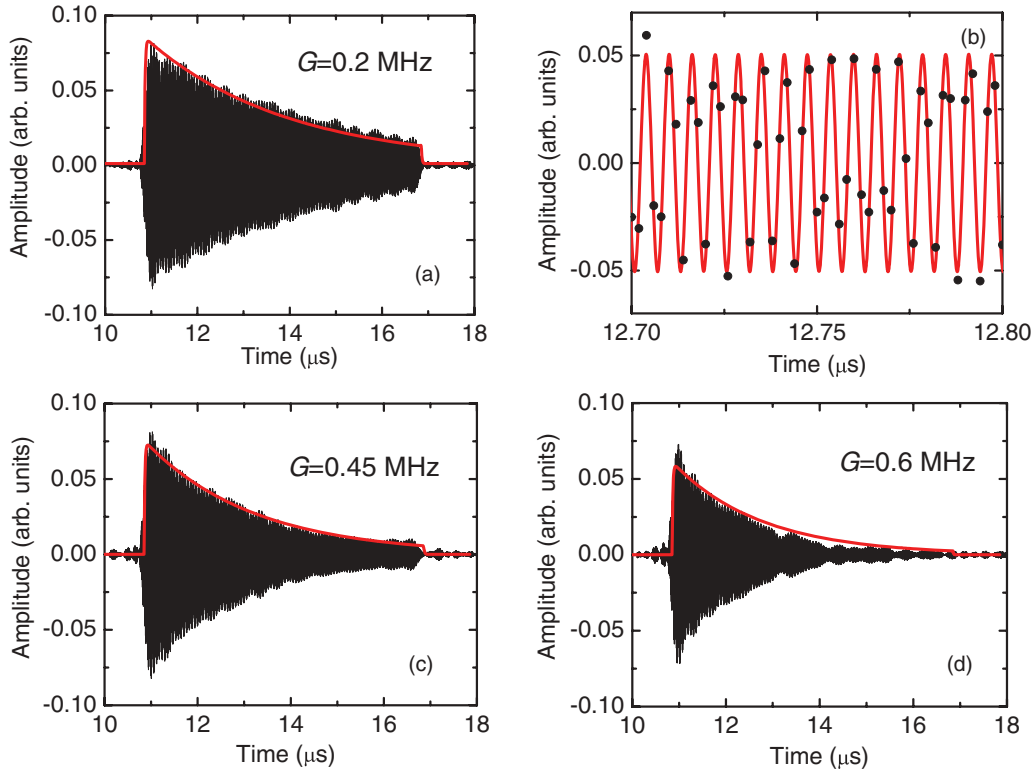 0.10
0.05
0.00
-0.05
-0.10
Amplitude (arb. units)
G=0.2 MHz
(a)
10 12 14 16 18
Time (μs)
0.05
0.00
-0.05
Amplitude (arb. units)
(b)
12.70 12.75 12.80
Time (μs)
0.10
0.05
0.00
-0.05
-0.10
Amplitude (arb. units)
G=0.45 MHz
(c)
10 12 14 16 18
Time (μs)
0.10
0.05
0.00
-0.05
-0.10
Amplitude (arb. units)
G=0.6 MHz
(d)
10 12 14 16 18
Time (μs)